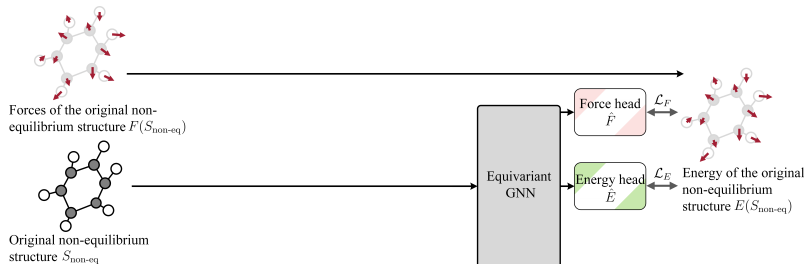 Forces of the original non-
equilibrium structure F(S_non-eq)
Original non-equilibrium
structure S_non-eq
Equivariant
GNN
Force head
F̂
Energy head
Ê
ℒ_F
ℒ_E
Energy of the original
non-equilibrium
structure E(S_non-eq)